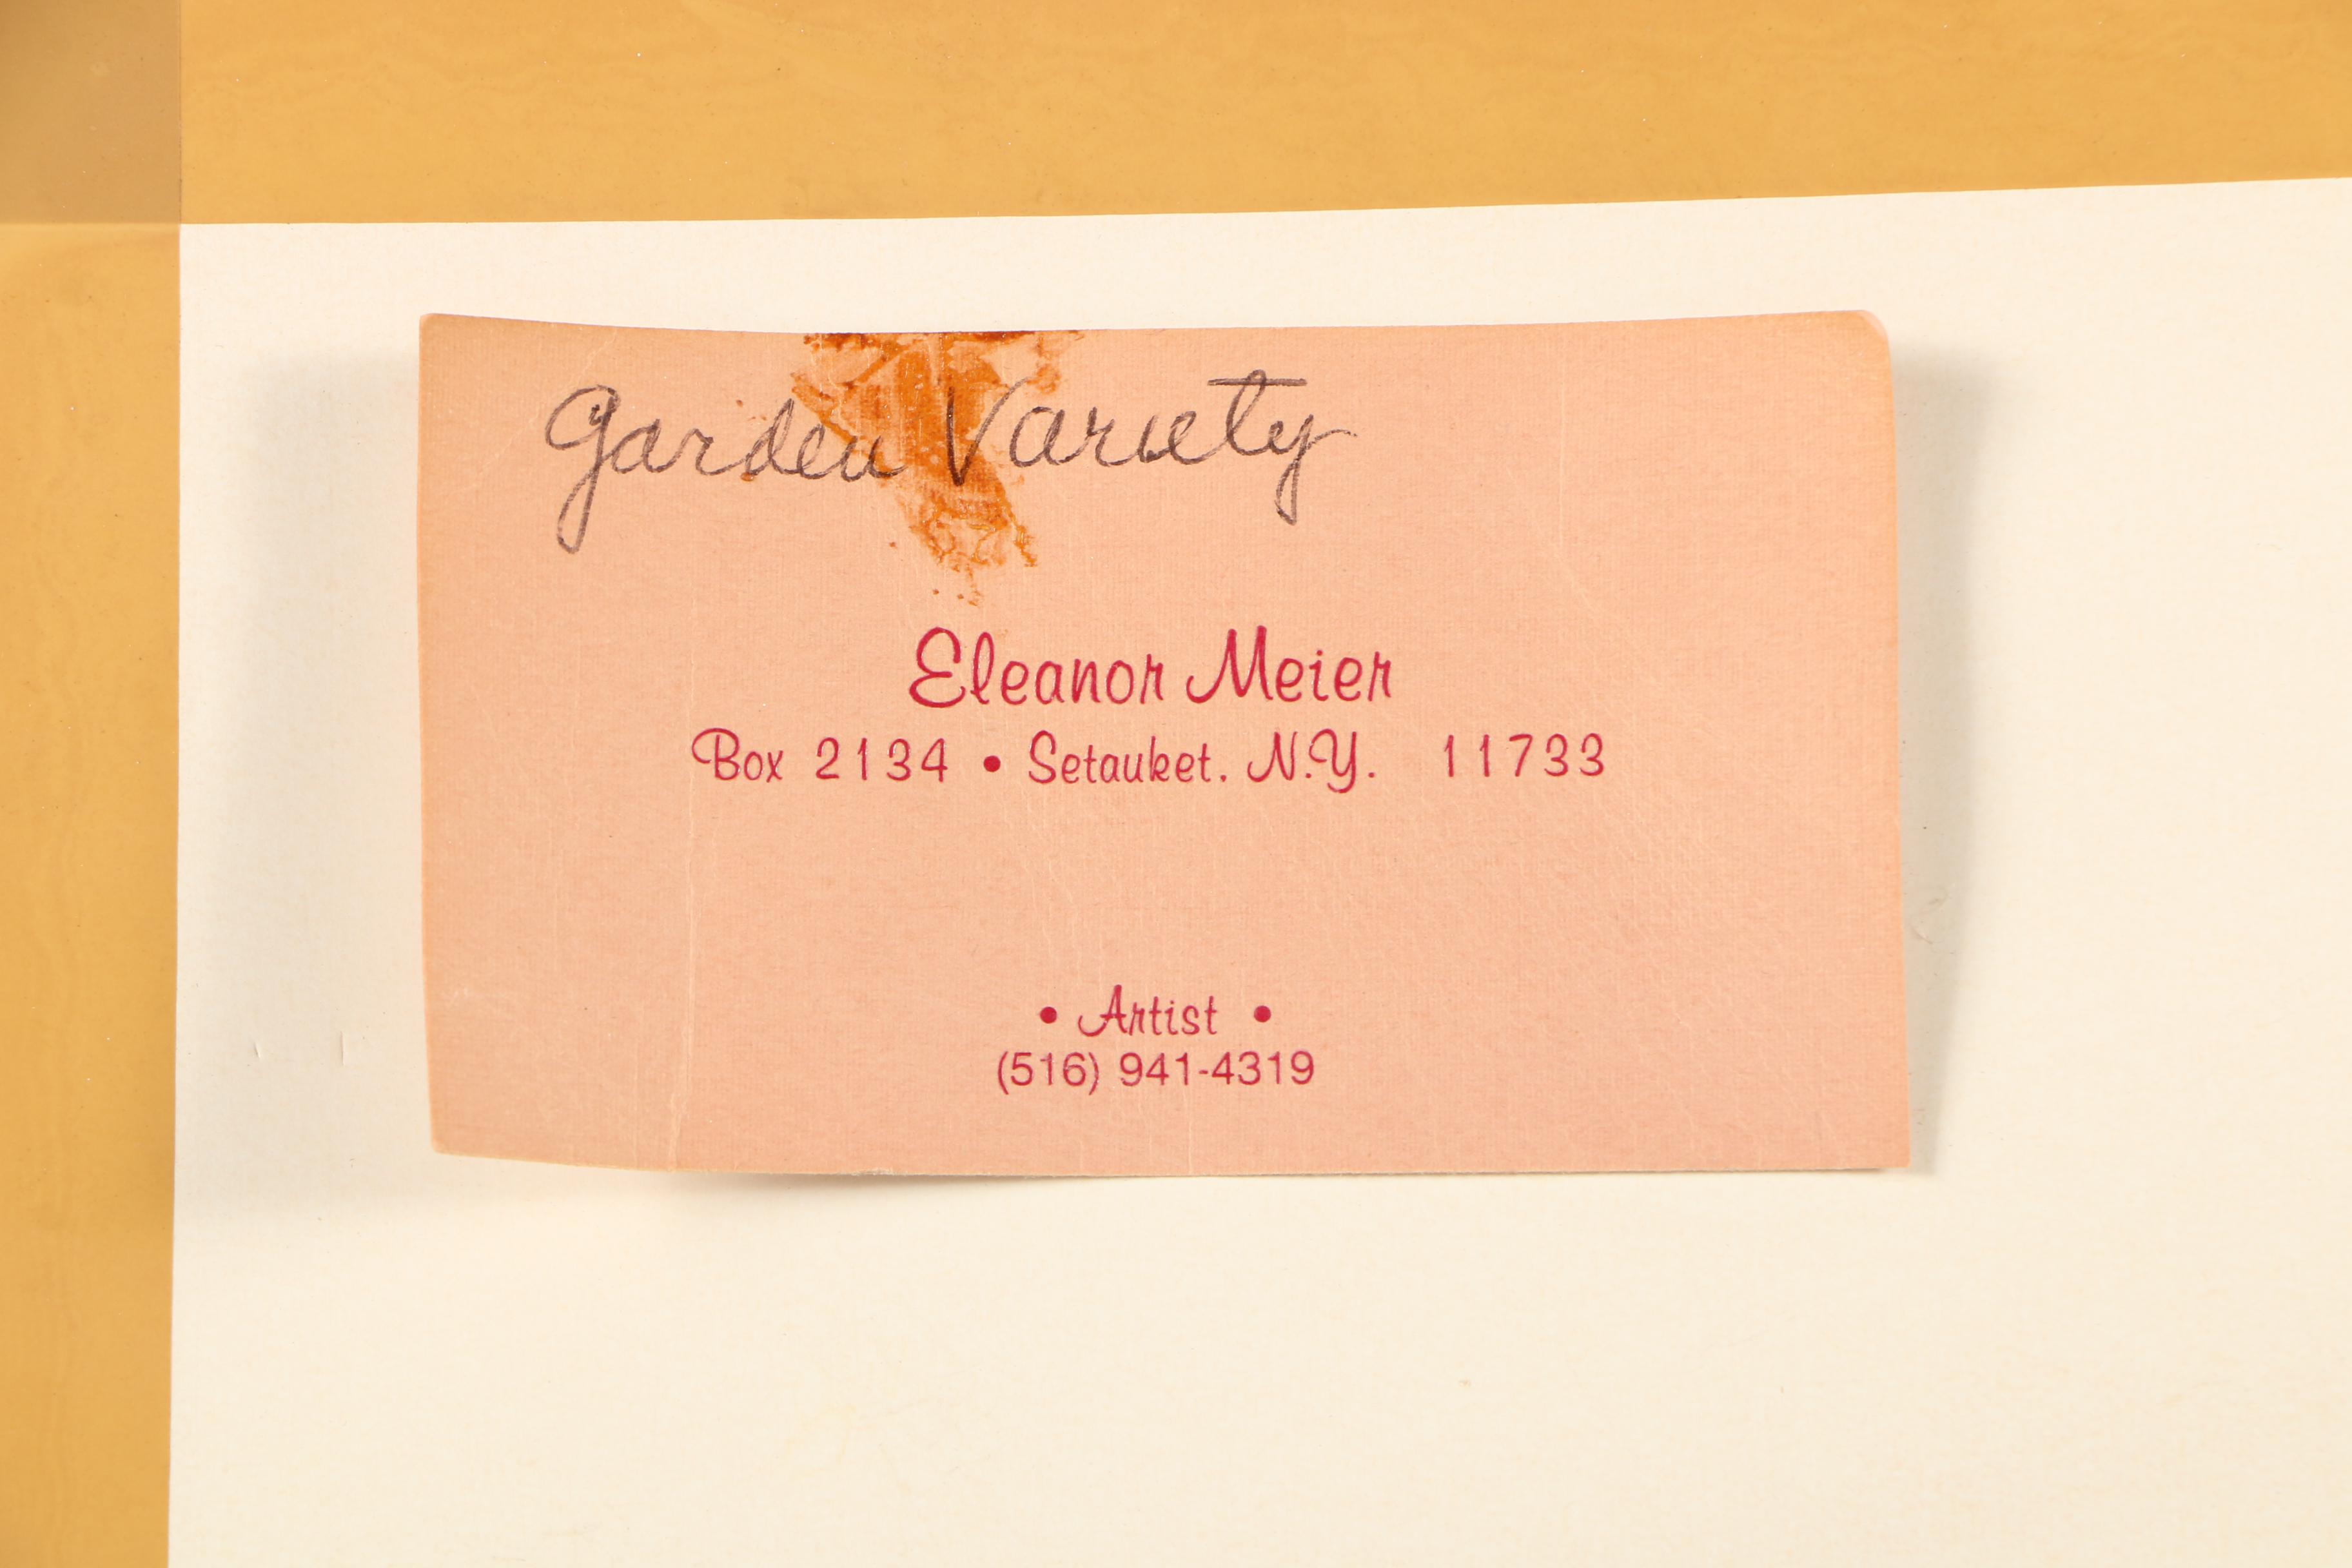 Garden Variety
Eleanor Meier
Box 2134 • Setauket. N.Y. 11733
• Artist •
(516) 941-4319